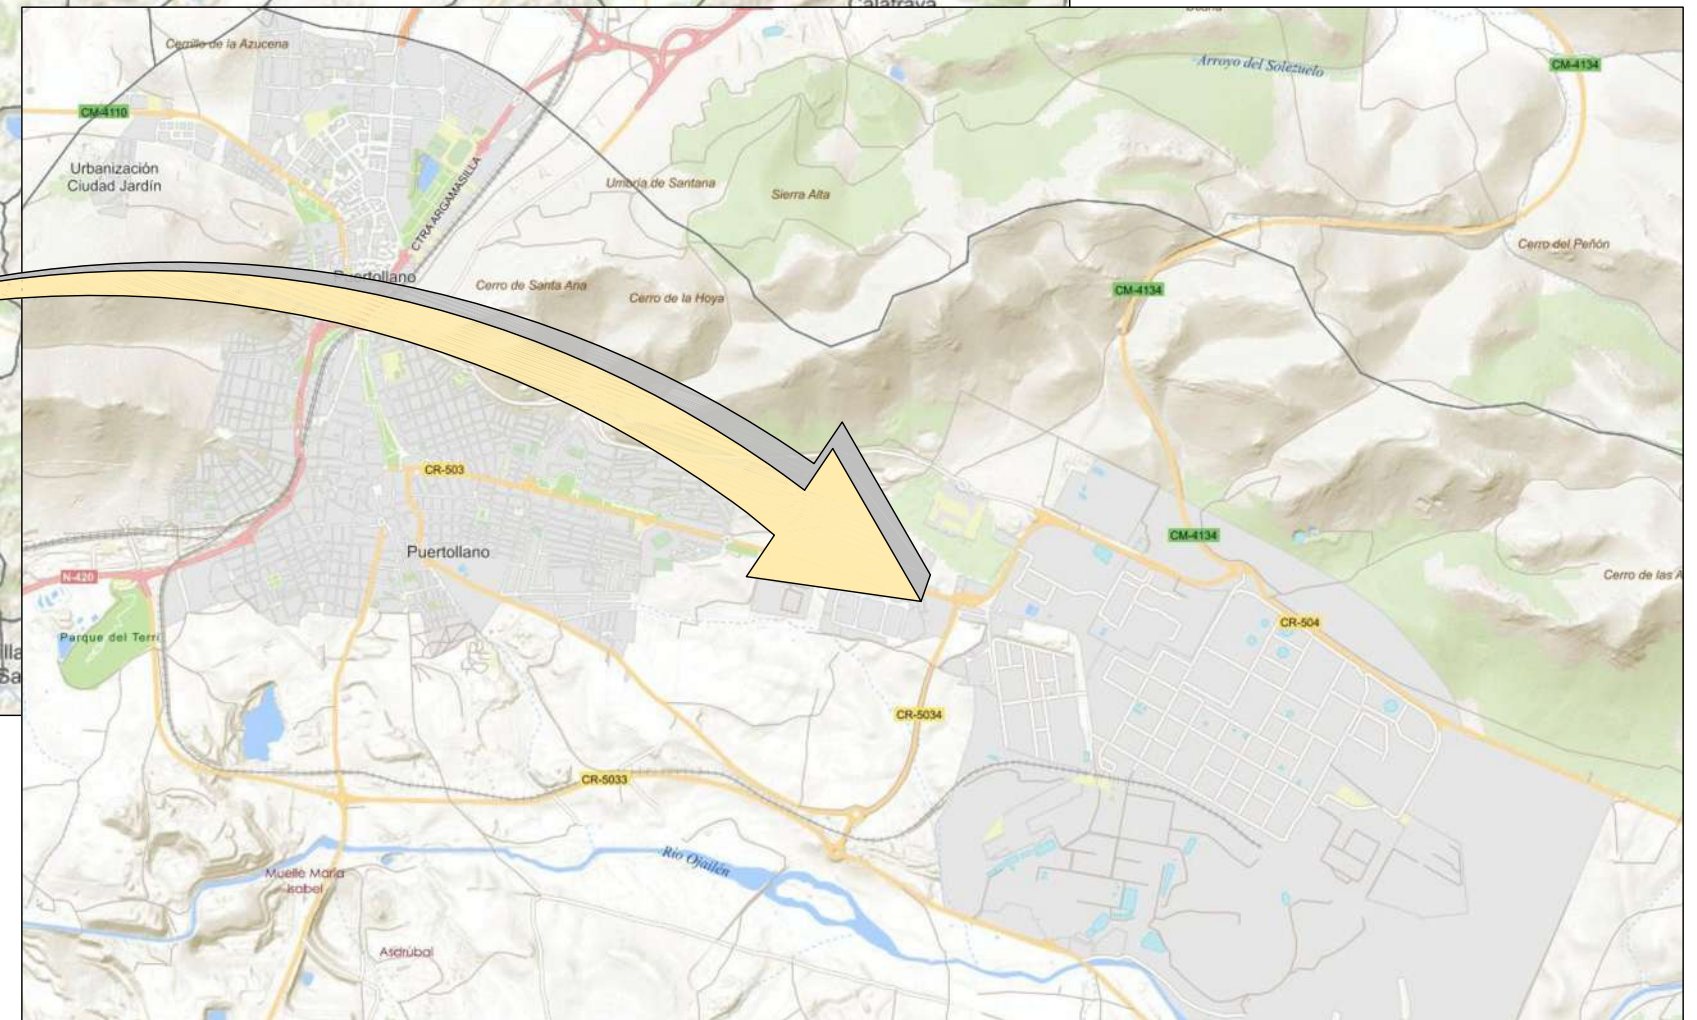 Calatrava
Cerrillo de la Azucena
Arroyo del Solezuelo
CM-4134
CM-4110
Urbanización
Ciudad Jardín
CTRA ARGAMASILLA
Umbría de Santana
Sierra Alta
Cerro del Peñón
Puertollano
Cerro de Santa Ana
Cerro de la Hoya
CM-4134
CR-503
CM-4134
Puertollano
N-420
Cerro de las A
CR-504
Parque del Terri
illa
Sa
CR-5034
CR-5033
Río Ojailén
Muelle María
Isabel
Asdrúbal